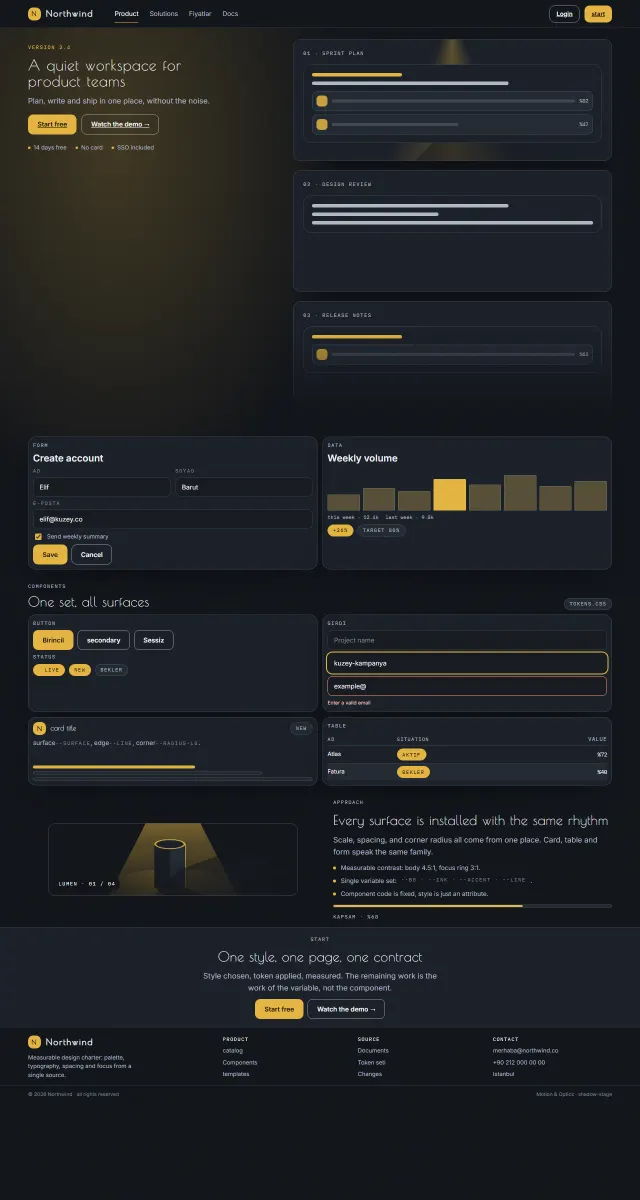 N Northwind Product Solutions Fiyatlar Docs Login start
VERSION 2.4
A quiet workspace for
product teams
Plan, write and ship in one place, without the noise.
Start free Watch the demo →
14 days free No card SSO included
01 · SPRINT PLAN
%82
%47
02 · DESIGN REVIEW
03 · RELEASE NOTES
%62
FORM
Create account
AD SOYAD
Elif Barut
E-POSTA
elif@kuzey.co
Send weekly summary
Save Cancel
DATA
Weekly volume
this week · 12.4k last week · 9.8k
+26% TARGET 80%
COMPONENTS
One set, all surfaces
TOKENS.CSS
BUTTON
Birincil secondary Sessiz
STATUS
LIVE NEW BEKLER
GIRDI
Project name
kuzey-kampanya
example@
Enter a valid email
N card title NEW
surface--SURFACE, edge--LINE, corner--RADIUS-LG.
TABLE
AD SITUATION VALUE
Atlas AKTIF %72
Fatura BEKLER %40
LUMEN · 01 / 04
APPROACH
Every surface is installed with the same rhythm
Scale, spacing, and corner radius all come from one place. Card, table and
form speak the same family.
Measurable contrast: body 4.5:1, focus ring 3:1.
Single variable set: --BG · --INK · --ACCENT · --LINE .
Component code is fixed, style is just an attribute.
KAPSAM · %68
START
One style, one page, one contract
Style chosen, token applied, measured. The remaining work is the
work of the variable, not the component.
Start free Watch the demo →
N Northwind
Measurable design charter: palette,
typography, spacing and focus from a
single source.
PRODUCT
catalog
Components
templates
SOURCE
Documents
Token seti
Changes
CONTACT
merhaba@northwind.co
+90 212 000 00 00
Istanbul
© 2026 Northwind · all rights reserved
Motion & Optics · shadow-stage